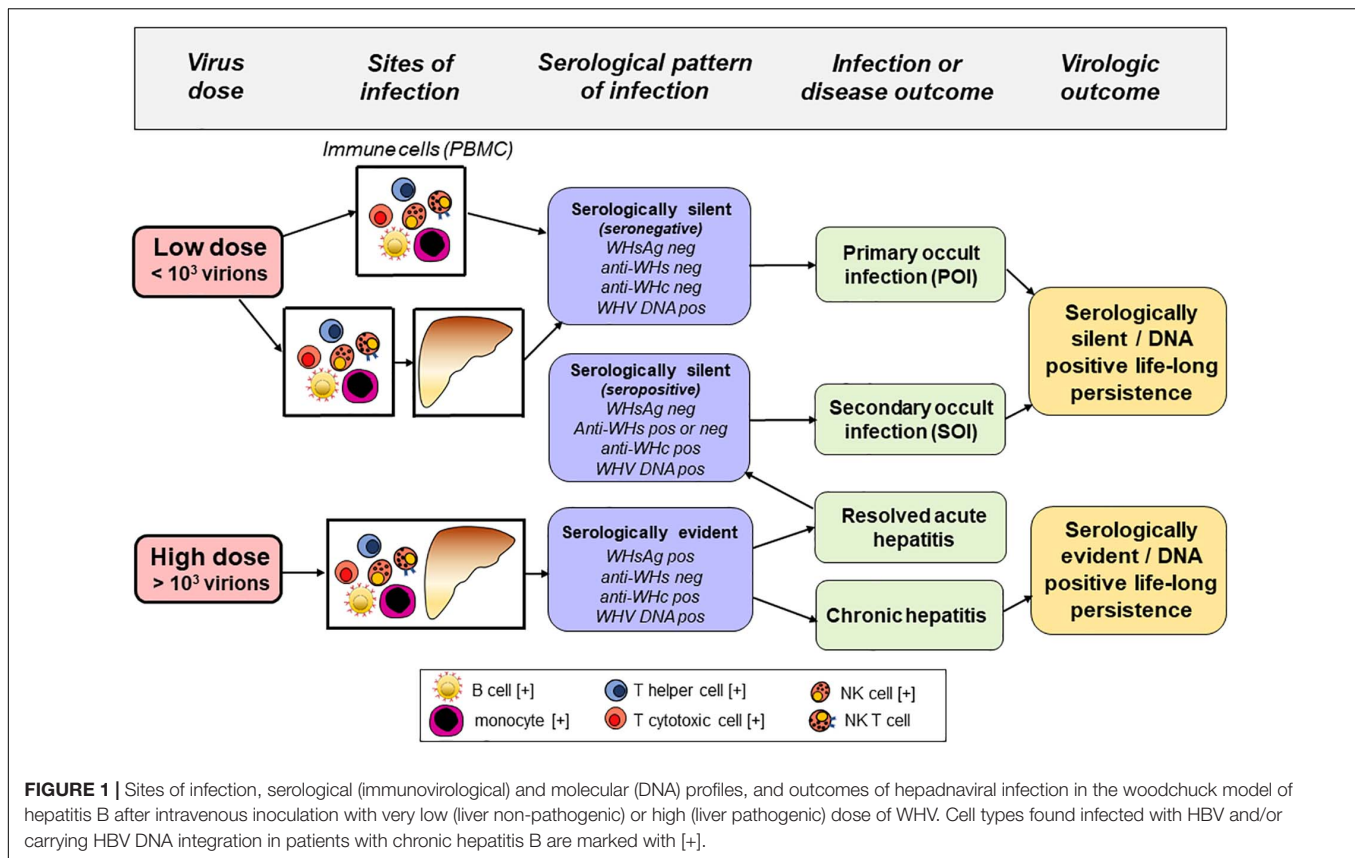 Virus dose
Sites of infection
Serological pattern of infection
Infection or disease outcome
Virologic outcome
Immune cells (PBMC)
Low dose
< 10³ virions
Serologically silent
(seronegative)
WHsAg neg
anti-WHs neg
anti-WHc neg
WHV DNA pos
Primary occult
infection (POI)
Serologically
silent / DNA
positive life-long
persistence
Serologically silent
(seropositive)
WHsAg neg
Anti-WHs pos or neg
anti-WHc pos
WHV DNA pos
Secondary occult
infection (SOI)
High dose
> 10³ virions
Serologically evident
WHsAg pos
anti-WHs neg
anti-WHc pos
WHV DNA pos
Resolved acute
hepatitis
Chronic hepatitis
Serologically
evident / DNA
positive life-long
persistence
B cell [+]
T helper cell [+]
NK cell [+]
monocyte [+]
T cytotoxic cell [+]
NK T cell
FIGURE 1 | Sites of infection, serological (immunovirological) and molecular (DNA) profiles, and outcomes of hepadnaviral infection in the woodchuck model of
hepatitis B after intravenous inoculation with very low (liver non-pathogenic) or high (liver pathogenic) dose of WHV. Cell types found infected with HBV and/or
carrying HBV DNA integration in patients with chronic hepatitis B are marked with [+].